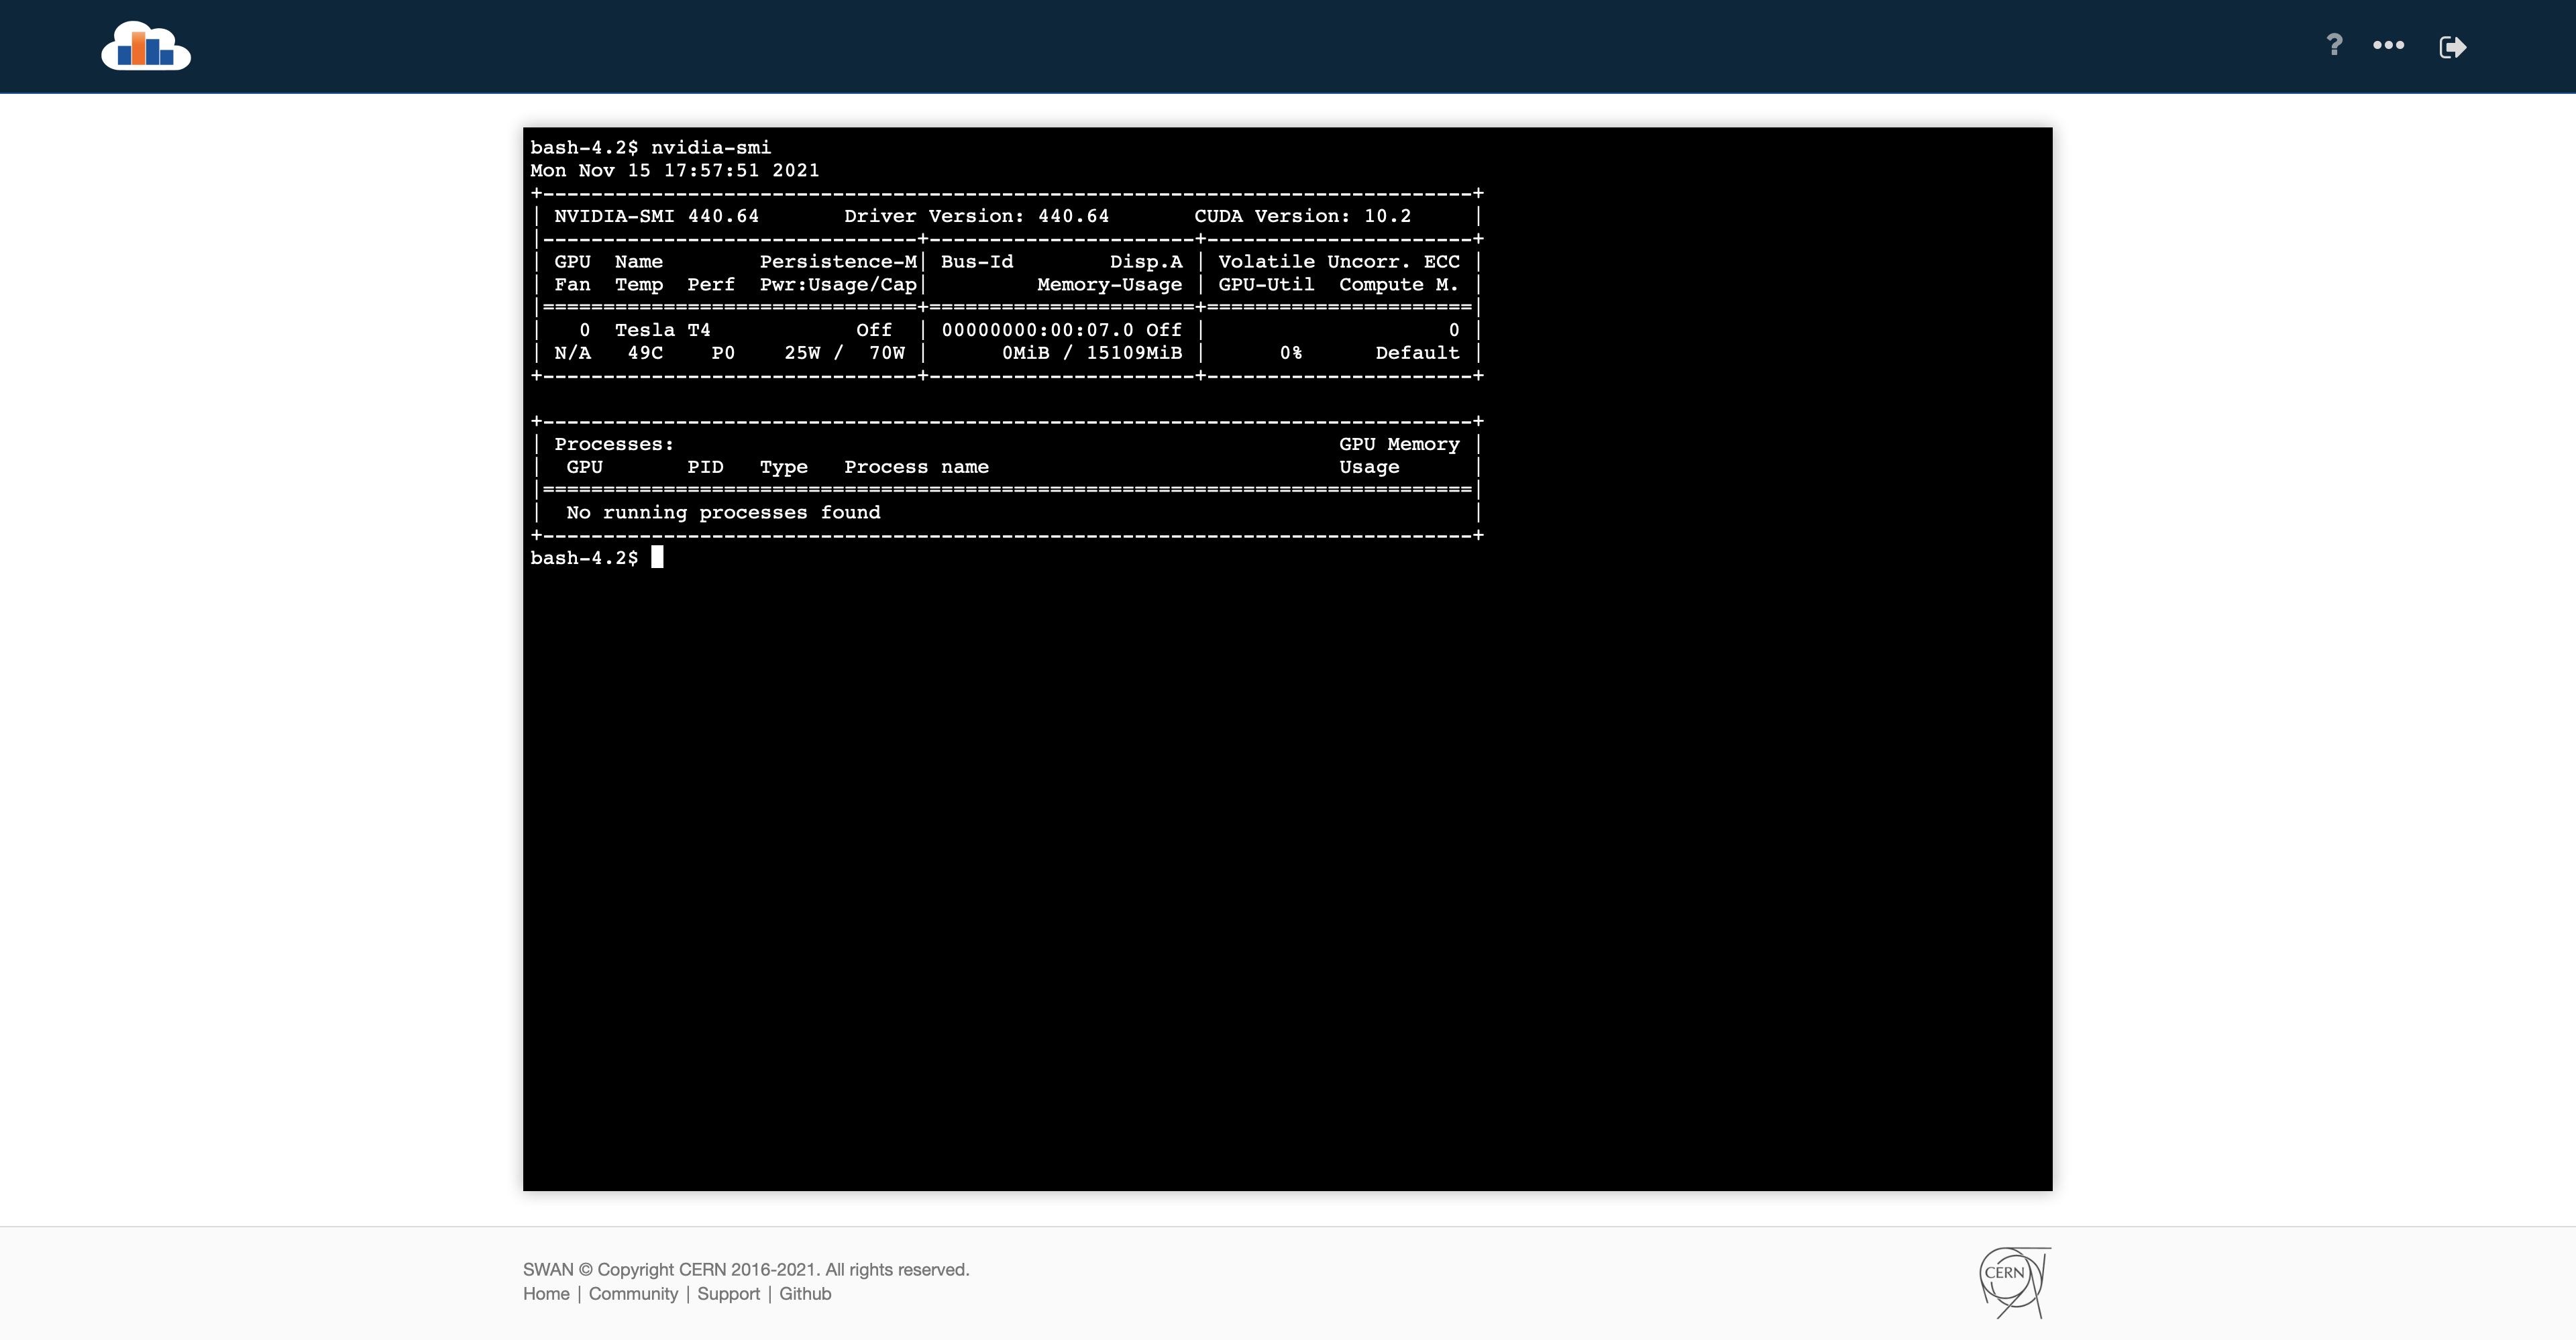 ?
bash-4.2$ nvidia-smi
Mon Nov 15 17:57:51 2021
+-----------------------------------------------------------------------------+
| NVIDIA-SMI 440.64       Driver Version: 440.64       CUDA Version: 10.2     |
|-------------------------------+----------------------+----------------------+
| GPU  Name        Persistence-M| Bus-Id        Disp.A | Volatile Uncorr. ECC |
| Fan  Temp  Perf  Pwr:Usage/Cap|         Memory-Usage | GPU-Util  Compute M. |
|===============================+======================+======================|
|   0  Tesla T4            Off  | 00000000:00:07.0 Off |                    0 |
| N/A   49C    P0    25W /  70W |      0MiB / 15109MiB |      0%      Default |
+-------------------------------+----------------------+----------------------+
+-----------------------------------------------------------------------------+
| Processes:                                                       GPU Memory |
|  GPU       PID   Type   Process name                             Usage      |
|=============================================================================|
|  No running processes found                                                 |
+-----------------------------------------------------------------------------+
bash-4.2$
SWAN © Copyright CERN 2016-2021. All rights reserved.
Home | Community | Support | Github
CERN